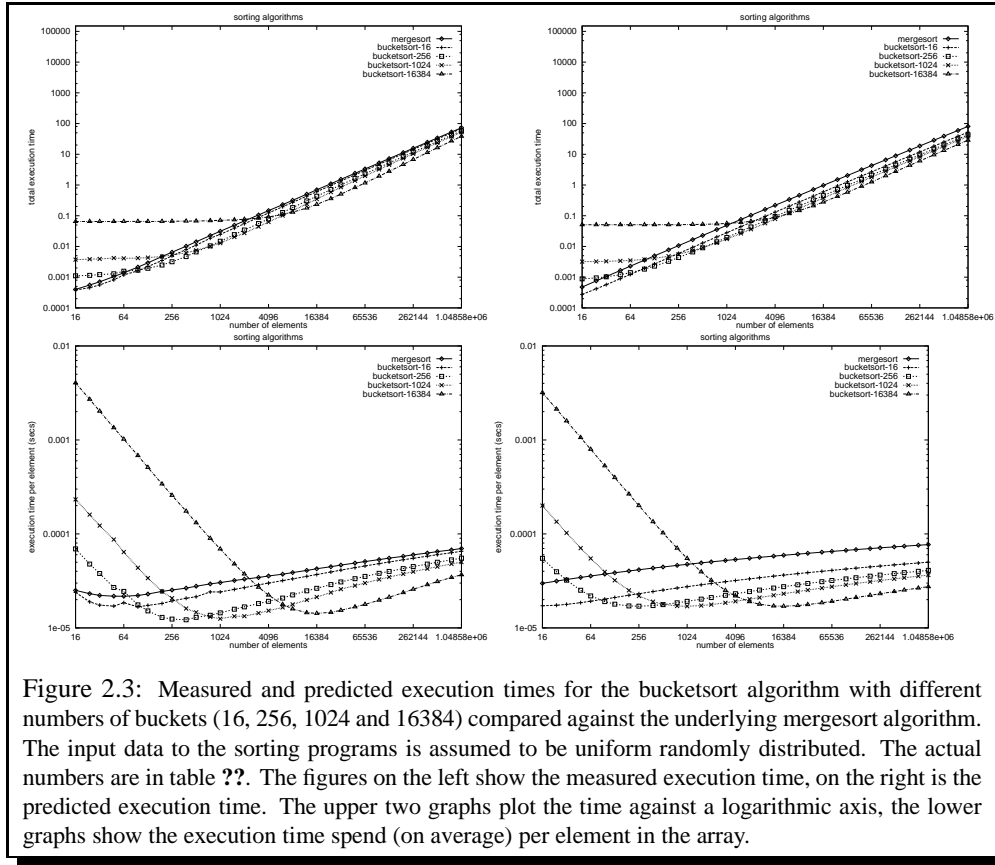 sorting algorithms
100000
10000
1000
100
10
1
0.1
0.01
0.001
0.0001
total execution time
mergesort
bucketsort-16
bucketsort-256
bucketsort-1024
bucketsort-16384
16 64 256 1024 4096 16384 65536 262144 1.04858e+06
number of elements
sorting algorithms
100000
10000
1000
100
10
1
0.1
0.01
0.001
0.0001
total execution time
mergesort
bucketsort-16
bucketsort-256
bucketsort-1024
bucketsort-16384
16 64 256 1024 4096 16384 65536 262144 1.04858e+06
number of elements
sorting algorithms
0.01
0.001
0.0001
1e-05
execution time per element (secs)
mergesort
bucketsort-16
bucketsort-256
bucketsort-1024
bucketsort-16384
16 64 256 1024 4096 16384 65536 262144 1.04858e+06
number of elements
sorting algorithms
0.01
0.001
0.0001
1e-05
execution time per element (secs)
mergesort
bucketsort-16
bucketsort-256
bucketsort-1024
bucketsort-16384
16 64 256 1024 4096 16384 65536 262144 1.04858e+06
number of elements
Figure 2.3: Measured and predicted execution times for the bucketsort algorithm with different
numbers of buckets (16, 256, 1024 and 16384) compared against the underlying mergesort algorithm.
The input data to the sorting programs is assumed to be uniform randomly distributed. The actual
numbers are in table ??. The figures on the left show the measured execution time, on the right is the
predicted execution time. The upper two graphs plot the time against a logarithmic axis, the lower
graphs show the execution time spend (on average) per element in the array.